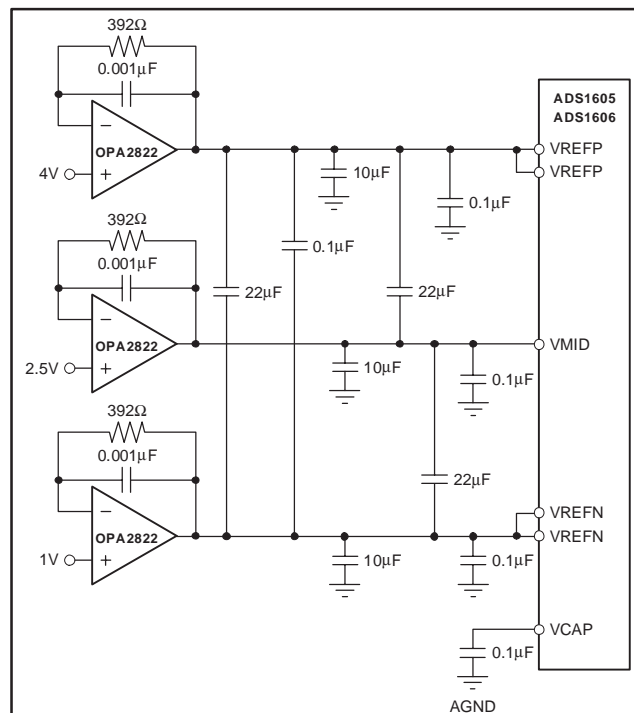 392Ω
0.001μF
ADS1605
ADS1606
OPA2822
VREFP
4V
10μF
VREFP
0.1μF
392Ω
0.1μF
0.001μF
22μF
22μF
OPA2822
VMID
2.5V
10μF
0.1μF
392Ω
0.001μF
22μF
VREFN
OPA2822
VREFN
1V
10μF
0.1μF
VCAP
0.1μF
AGND